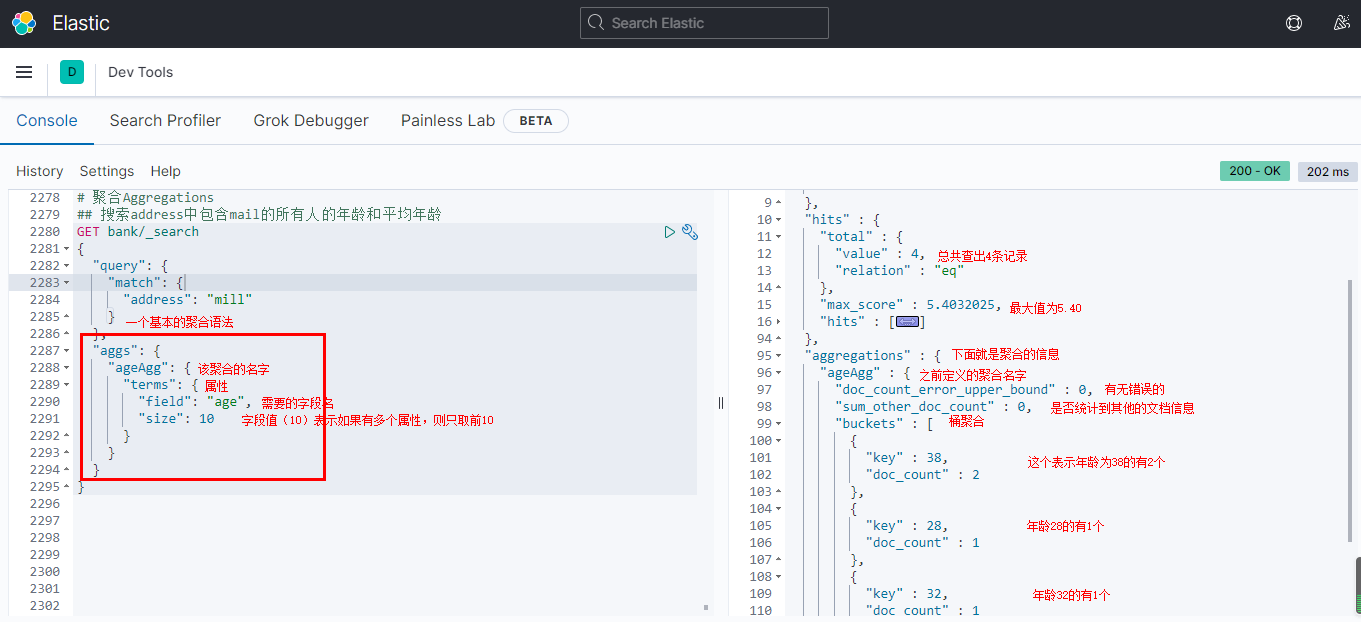 Elastic
Search Elastic
D
Dev Tools
Console
Search Profiler
Grok Debugger
Painless Lab
BETA
History
Settings
Help
200 - OK
202 ms
2278 # 聚合Aggregations
2279 ## 搜索address中包含mail的所有人的年龄和平均年龄
2280 GET bank/_search
2281 {
2282 "query": {
2283 "match": {
2284 "address": "mill"
2285 } 一个基本的聚合语法
2286 },
2287 "aggs": {
2288 "ageAgg": { 该聚合的名字
2289 "terms": { 属性
2290 "field": "age", 需要的字段名
2291 "size": 10 字段值（10）表示如果有多个属性，则只取前10
2292 }
2293 }
2294 }
2295 }
2296
2297
2298
2299
2300
2301
2302
9 },
10 "hits" : {
11 "total" : {
12 "value" : 4, 总共查出4条记录
13 "relation" : "eq"
14 },
15 "max_score" : 5.4032025, 最大值为5.40
16 "hits" : [ ]
94 },
95 "aggregations" : { 下面就是聚合的信息
96 "ageAgg" : { 之前定义的聚合名字
97 "doc_count_error_upper_bound" : 0, 有无错误的
98 "sum_other_doc_count" : 0, 是否统计到其他的文档信息
99 "buckets" : [ 桶聚合
100 {
101 "key" : 38, 这个表示年龄为38的有2个
102 "doc_count" : 2
103 },
104 {
105 "key" : 28, 年龄28的有1个
106 "doc_count" : 1
107 },
108 {
109 "key" : 32, 年龄32的有1个
110 "doc_count" : 1